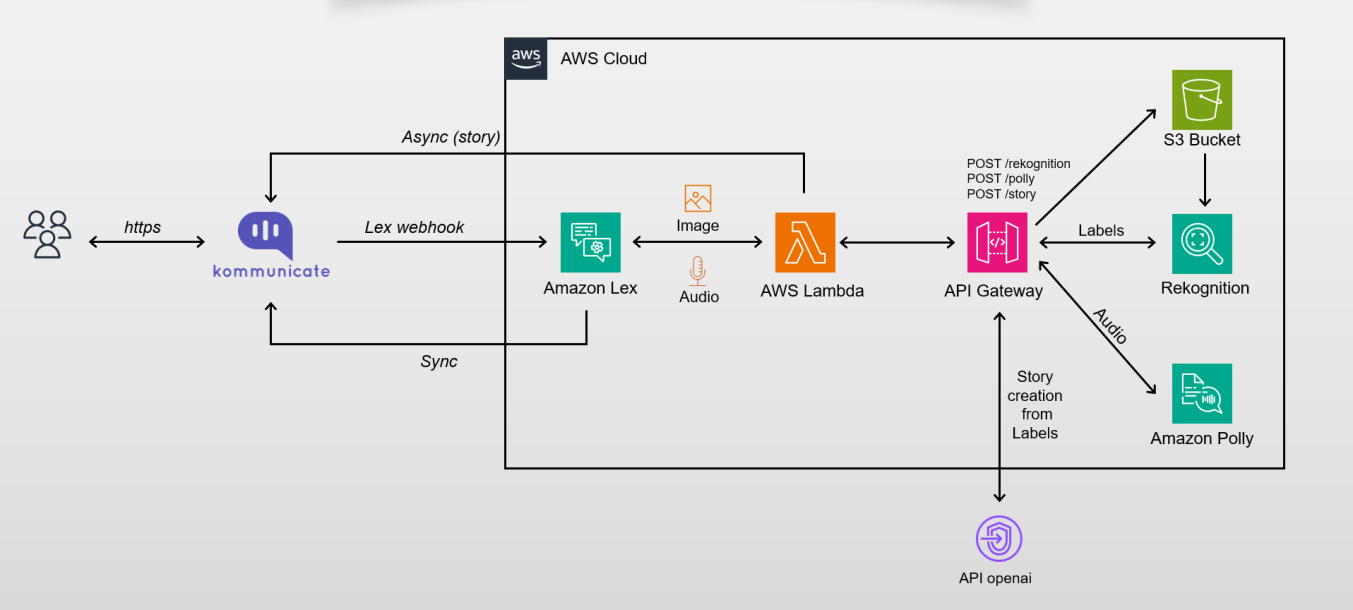 aws
AWS Cloud
S3 Bucket
Async (story)
POST /rekognition
POST /polly
POST /story
https
kommunicate
Lex webhook
Amazon Lex
Image
Audio
AWS Lambda
API Gateway
Labels
Rekognition
Sync
Audio
Amazon Polly
Story
creation
from
Labels
API openai